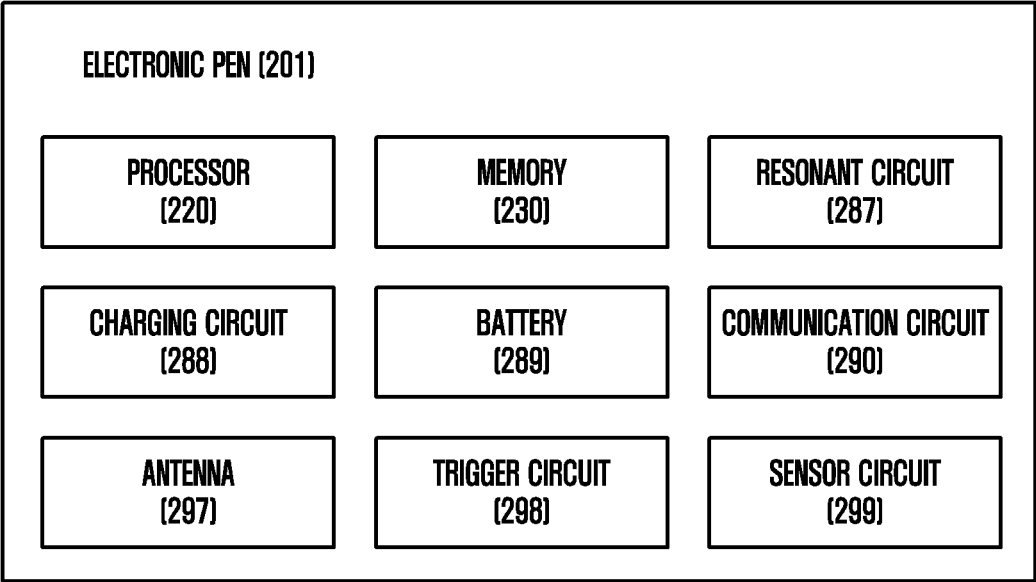 ELECTRONIC PEN (201)
PROCESSOR
(220)
MEMORY
(230)
RESONANT CIRCUIT
(287)
CHARGING CIRCUIT
(288)
BATTERY
(289)
COMMUNICATION CIRCUIT
(290)
ANTENNA
(297)
TRIGGER CIRCUIT
(298)
SENSOR CIRCUIT
(299)